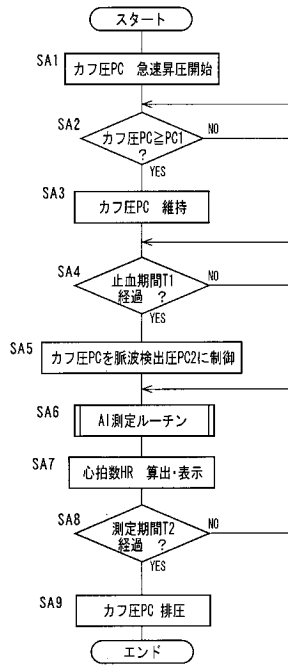 スタート
SA1
カフ圧PC 急速昇圧開始
SA2
カフ圧PC≧PC1
?
NO
YES
SA3
カフ圧PC 維持
SA4
止血期間T1
経過 ?
NO
YES
SA5
カフ圧PCを脈波検出圧PC2に制御
SA6
AI測定ルーチン
SA7
心拍数HR 算出・表示
SA8
測定期間T2
経過 ?
NO
YES
SA9
カフ圧PC 排圧
エンド